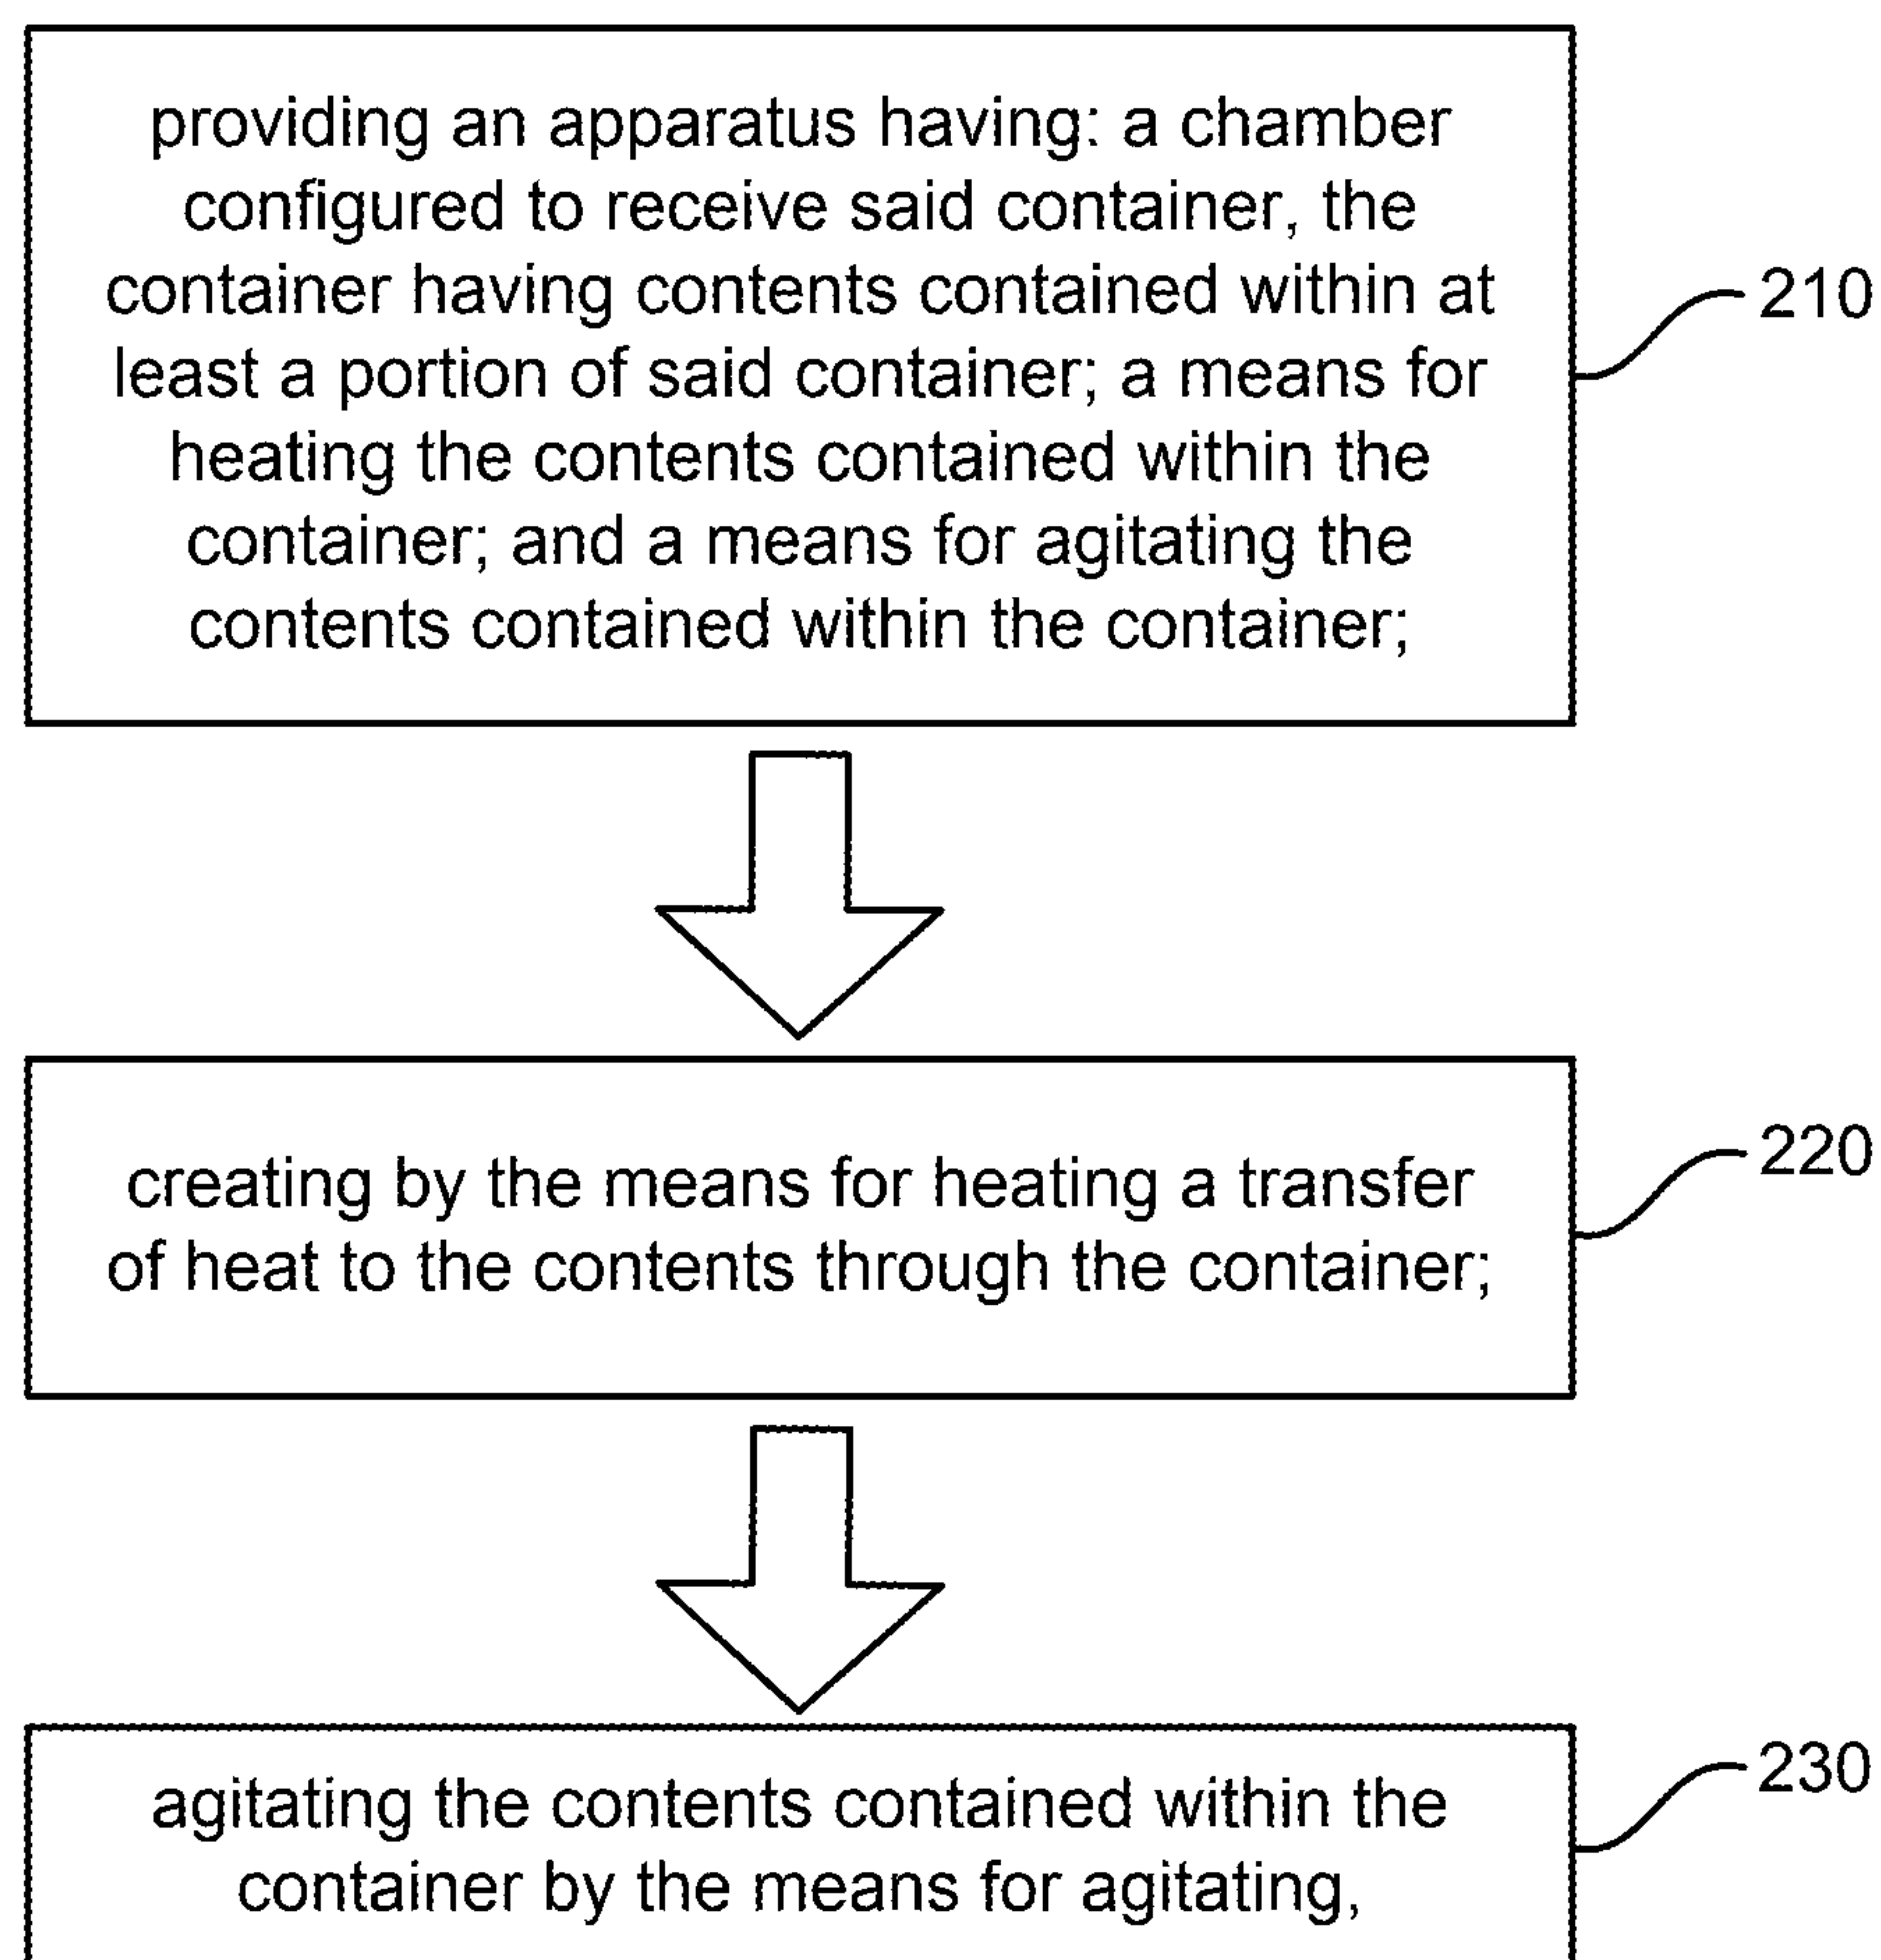 providing an apparatus having: a chamber
configured to receive said container, the
container having contents contained within at
least a portion of said container; a means for
heating the contents contained within the
container; and a means for agitating the
contents contained within the container;
210
creating by the means for heating a transfer
of heat to the contents through the container;
220
agitating the contents contained within the
container by the means for agitating,
230